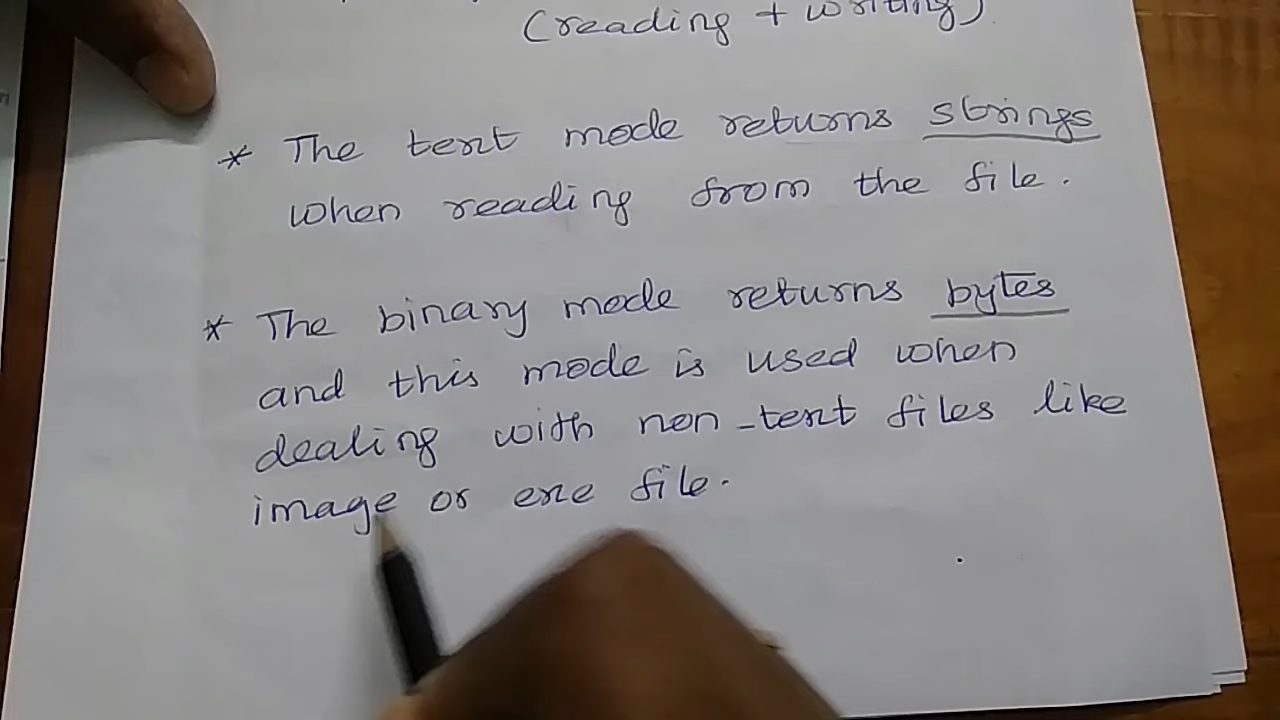 (reading + writing)
* The text mode returns strings
when reading from the file.
* The binary mode returns bytes
and this mode is used when
dealing with non-text files like
image or exe file.